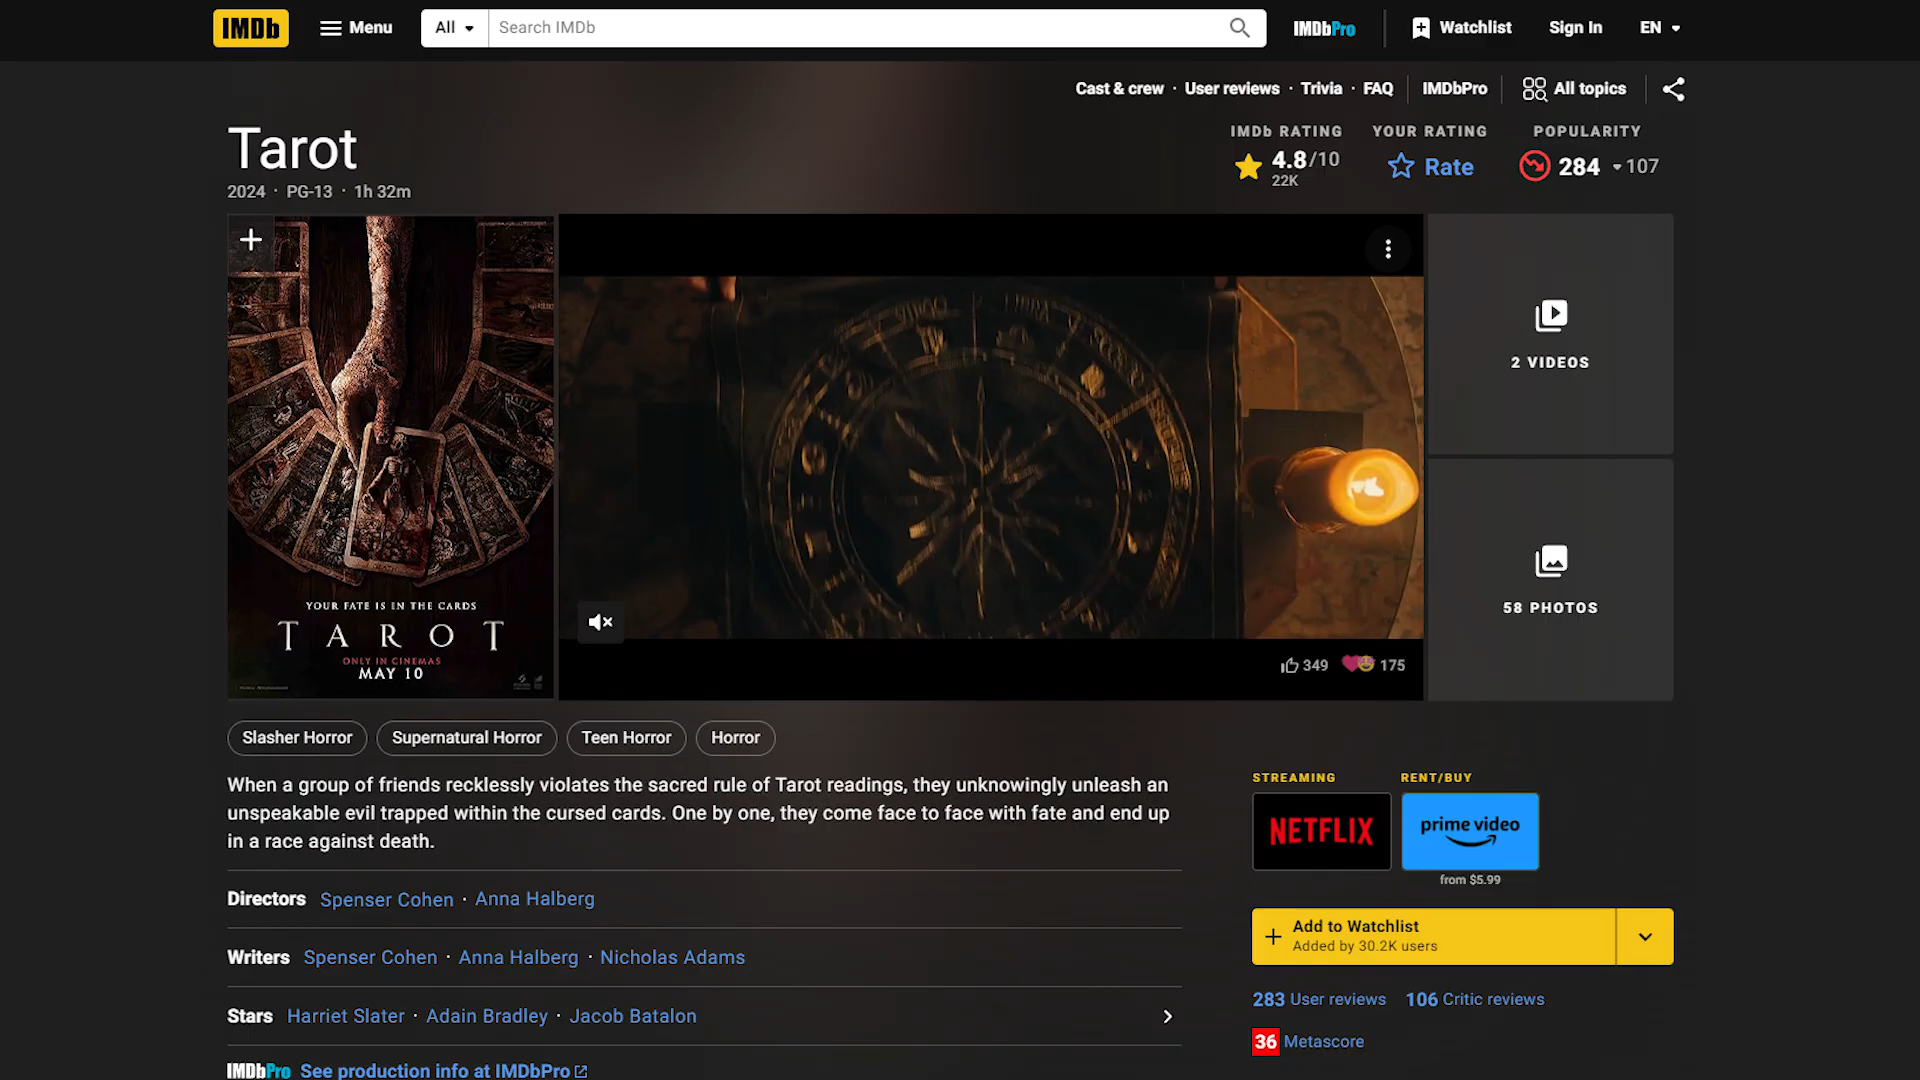 IMDb Menu All Search IMDb IMDbPro Watchlist Sign In EN
Cast & crew · User reviews · Trivia · FAQ IMDbPro All topics
Tarot
2024 · PG-13 · 1h 32m
IMDb RATING YOUR RATING POPULARITY
4.8/10 Rate 284 107
22K
YOUR FATE IS IN THE CARDS
TAROT
ONLY IN CINEMAS
MAY 10
349 175
2 VIDEOS
58 PHOTOS
Slasher Horror Supernatural Horror Teen Horror Horror
When a group of friends recklessly violates the sacred rule of Tarot readings, they unknowingly unleash an
unspeakable evil trapped within the cursed cards. One by one, they come face to face with fate and end up
in a race against death.
Directors Spenser Cohen · Anna Halberg
Writers Spenser Cohen · Anna Halberg · Nicholas Adams
Stars Harriet Slater · Adain Bradley · Jacob Batalon
IMDbPro See production info at IMDbPro
STREAMING RENT/BUY
NETFLIX prime video
from $5.99
Add to Watchlist
Added by 30.2K users
283 User reviews 106 Critic reviews
36 Metascore